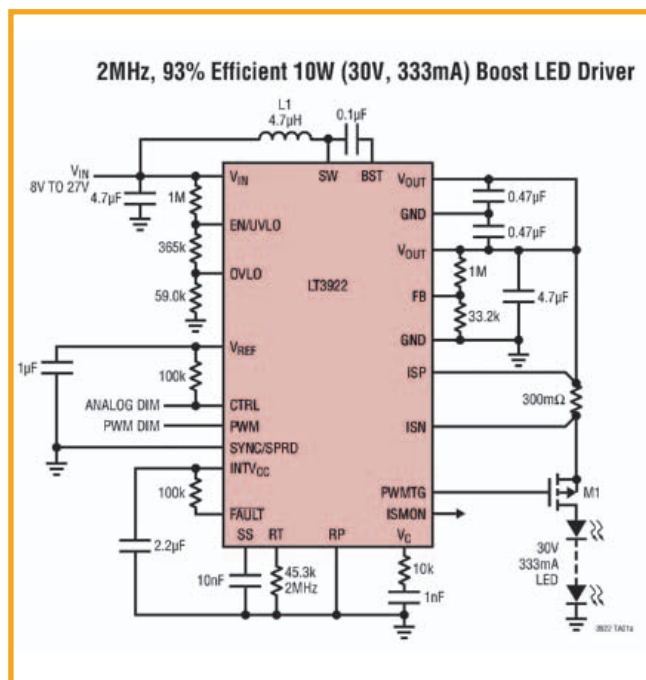 2MHz, 93% Efficient 10W (30V, 333mA) Boost LED Driver
L1
4.7µH
0.1µF
VIN
8V TO 27V
4.7µF
1M
365k
59.0k
VIN
EN/UVLO
OVLO
SW
BST
LT3922
VOUT
GND
VOUT
FB
GND
0.47µF
0.47µF
1M
33.2k
4.7µF
1µF
100k
ANALOG DIM
PWM DIM
VREF
CTRL
PWM
SYNC/SPRD
INTVCC
100k
FAULT
2.2µF
ISP
ISN
300mΩ
PWMTG
ISMON
M1
SS
RT
RP
VC
10nF
45.3k
2MHz
10k
1nF
30V
333mA
LED
3922 TA01a